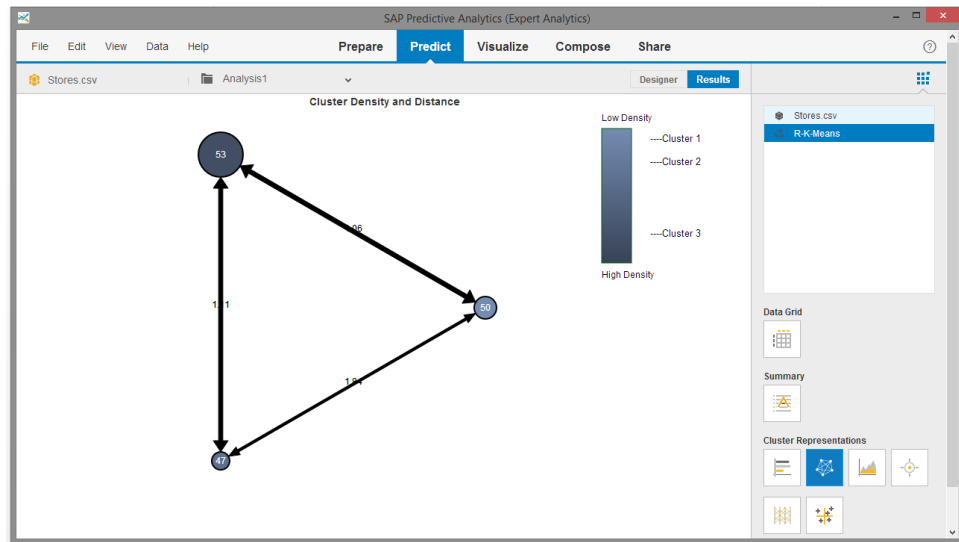 SAP Predictive Analytics (Expert Analytics)
File Edit View Data Help Prepare Predict Visualize Compose Share
Stores.csv Analysis1 Designer Results
Cluster Density and Distance
Low Density
----Cluster 1
----Cluster 2
----Cluster 3
High Density
53
50
47
Stores.csv
R-K-Means
Data Grid
Summary
Cluster Representations